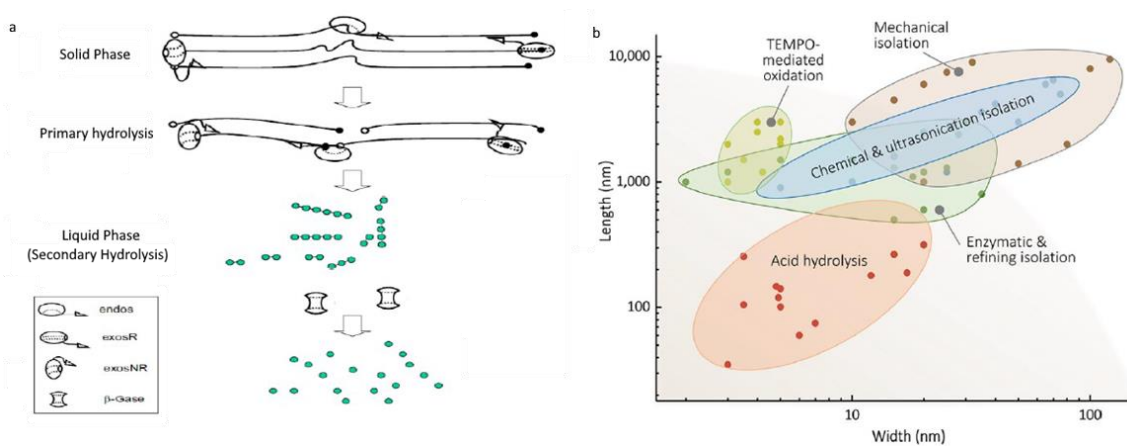 a
Solid Phase
Primary hydrolysis
Liquid Phase
(Secondary Hydrolysis)
endos
exosR
exosNR
β-Gase
b
10,000
1,000
100
Length (nm)
TEMPO-
mediated
oxidation
Mechanical
isolation
Chemical & ultrasonication isolation
Enzymatic &
refining isolation
Acid hydrolysis
10
100
Width (nm)